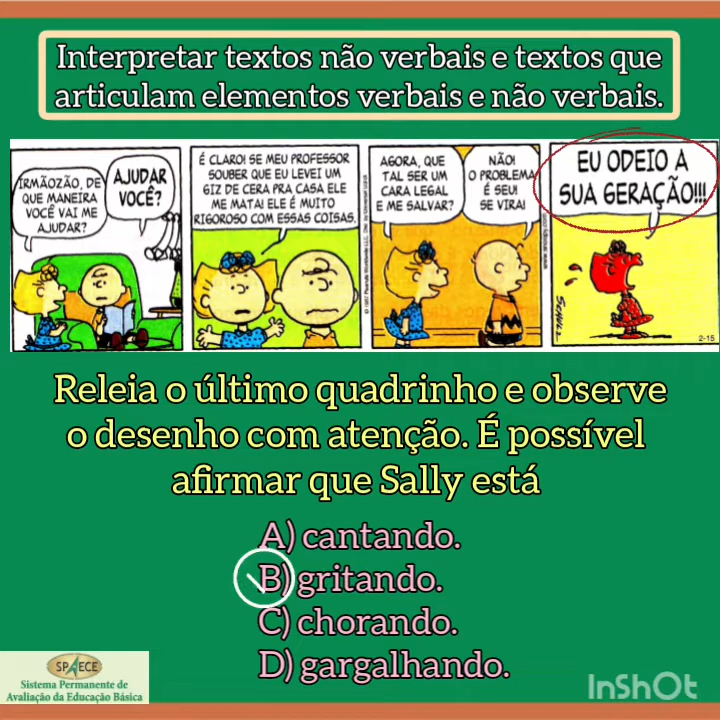 Interpretar textos não verbais e textos que
articulam elementos verbais e não verbais.
IRMÃOZÃO, DE
QUE MANEIRA
VOCÊ VAI ME
AJUDAR?
AJUDAR
VOCÊ?
É CLARO! SE MEU PROFESSOR
SOUBER QUE EU LEVEI UM
GIZ DE CERA PRA CASA ELE
ME MATA! ELE É MUITO
RIGOROSO COM ESSAS COISAS.
AGORA, QUE
TAL SER UM
CARA LEGAL
E ME SALVAR?
NÃO!
O PROBLEMA
É SEU!
SE VIRA!
EU ODEIO A
SUA GERAÇÃO!!!
SCHULZ
2-15
Releia o último quadrinho e observe
o desenho com atenção. É possível
afirmar que Sally está
A) cantando.
B) gritando.
C) chorando.
D) gargalhando.
SPAECE
Sistema Permanente de
Avaliação da Educação Básica
InShOt